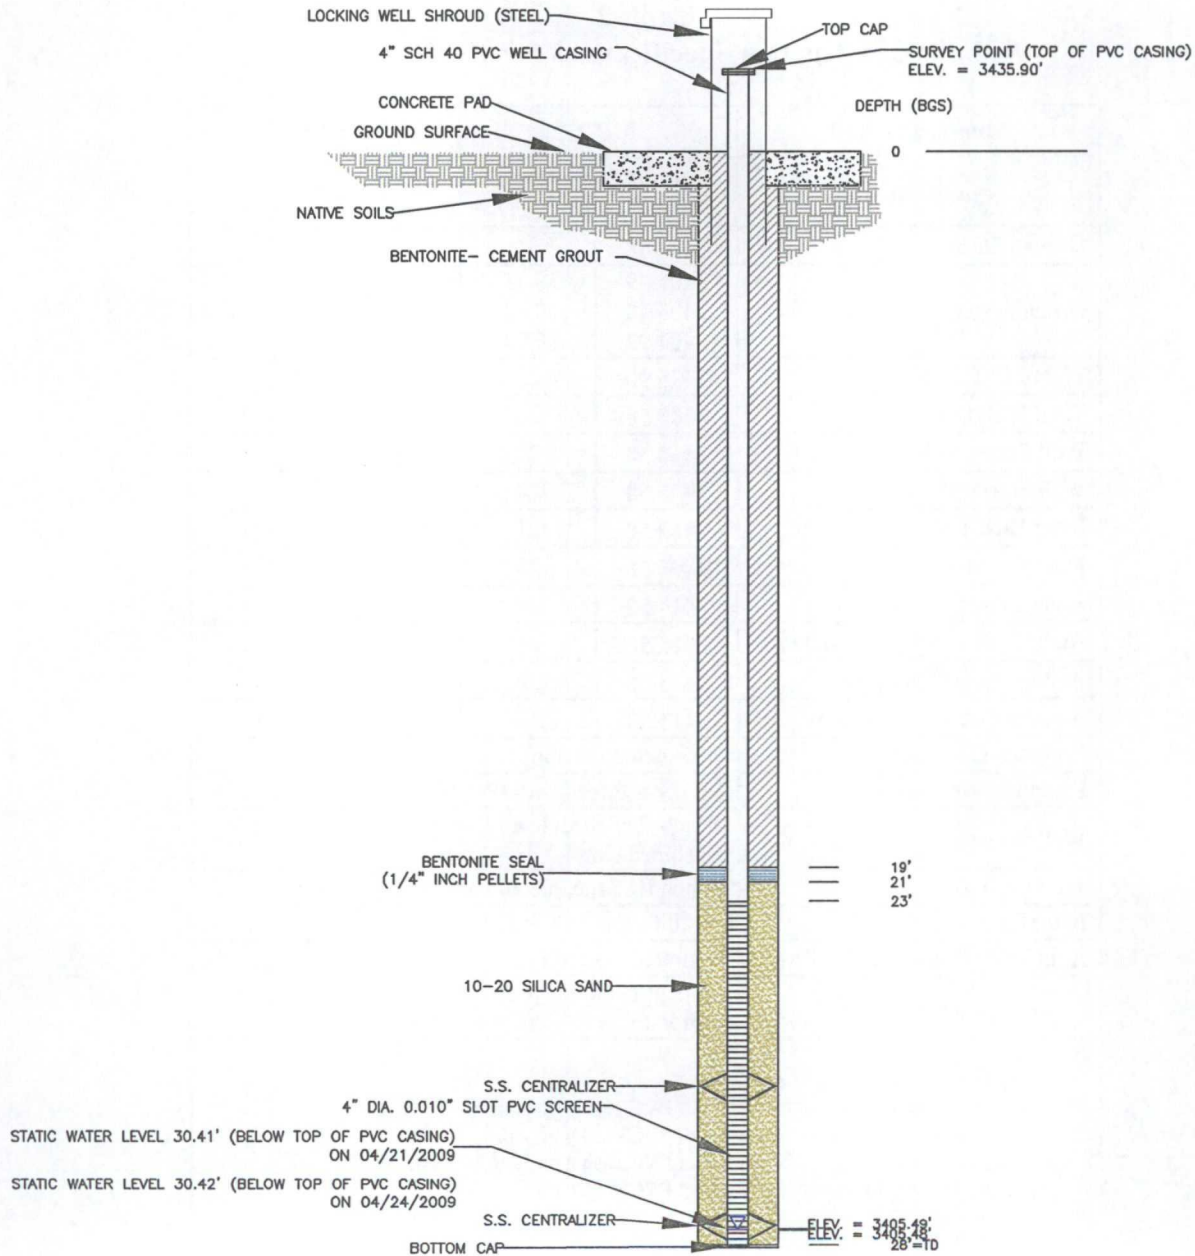 LOCKING WELL SHROUD (STEEL)
TOP CAP
4" SCH 40 PVC WELL CASING
SURVEY POINT (TOP OF PVC CASING)
ELEV. = 3435.90'
CONCRETE PAD
DEPTH (BGS)
GROUND SURFACE
0
NATIVE SOILS
BENTONITE- CEMENT GROUT
BENTONITE SEAL
(1/4" INCH PELLETS)
19'
21'
23'
10-20 SILICA SAND
S.S. CENTRALIZER
4" DIA. 0.010" SLOT PVC SCREEN
STATIC WATER LEVEL 30.41' (BELOW TOP OF PVC CASING)
ON 04/21/2009
STATIC WATER LEVEL 30.42' (BELOW TOP OF PVC CASING)
ON 04/24/2009
S.S. CENTRALIZER
ELEV. = 3405.49'
ELEV. = 3405.48'
28'=TD
BOTTOM CAP